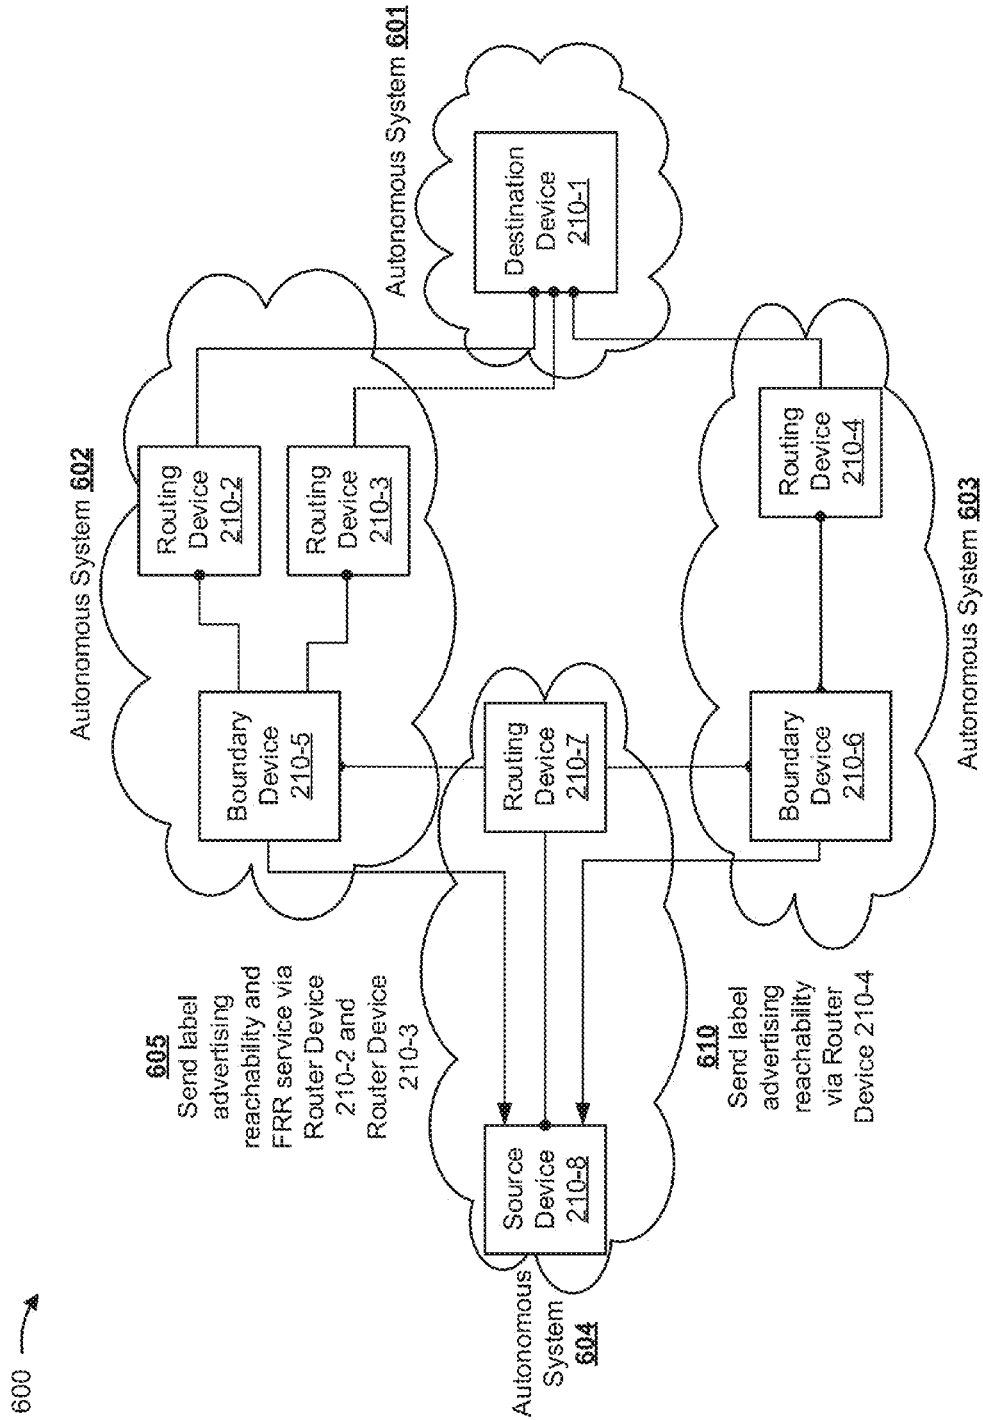 600
Autonomous System 602
Routing
Device
210-2
Routing
Device
210-3
Boundary
Device
210-5
Autonomous System 601
Destination
Device
210-1
605
Send label
advertising
reachability and
FRR service via
Router Device
210-2 and
Router Device
210-3
Autonomous
System
604
Source
Device
210-8
Routing
Device
210-7
610
Send label
advertising
reachability
via Router
Device 210-4
Boundary
Device
210-6
Routing
Device
210-4
Autonomous System 603